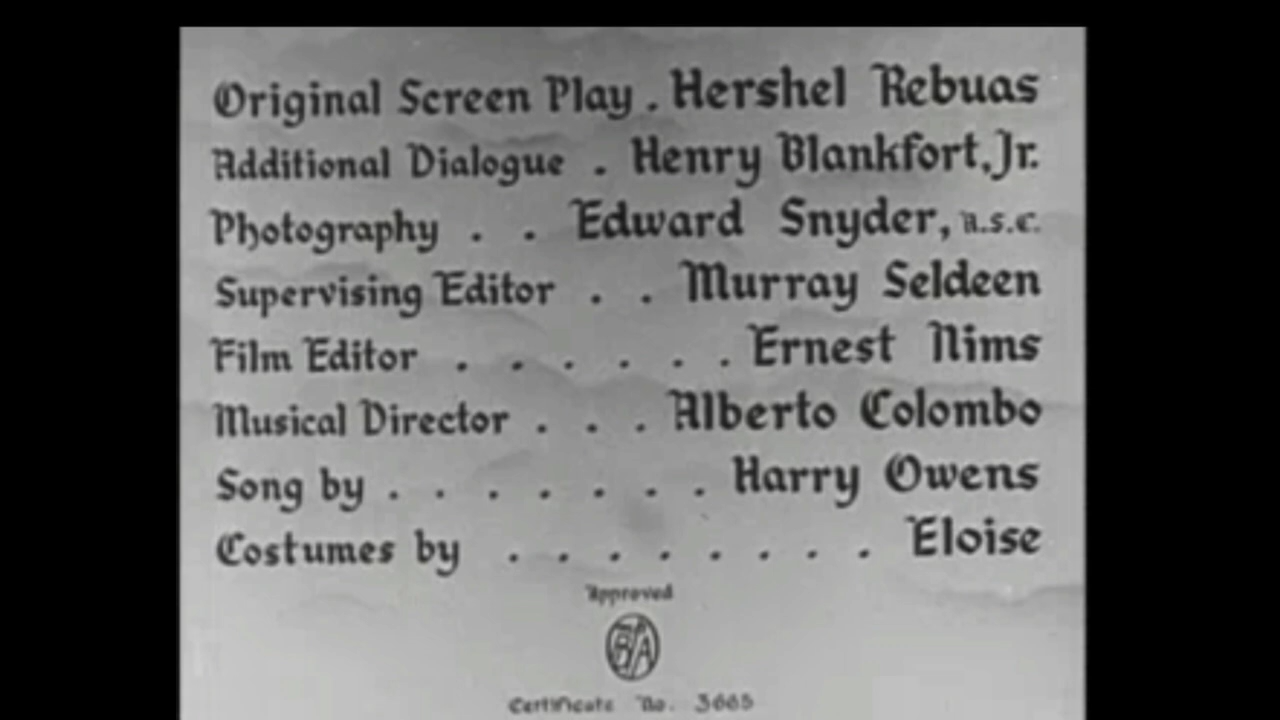 Original Screen Play . Hershel Rebuas
Additional Dialogue . Henry Blankfort, Jr.
Photography . . Edward Snyder, A.S.C.
Supervising Editor . . Murray Seldeen
Film Editor . . . . . . Ernest Nims
Musical Director . . . Alberto Colombo
Song by . . . . . . . Harry Owens
Costumes by . . . . . . . . Eloise
Approved
Certificate No. 3665